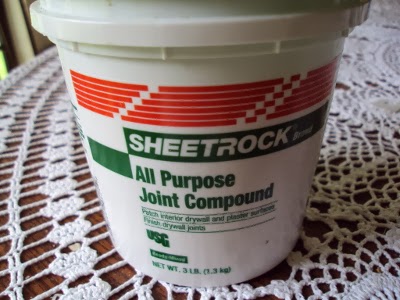 SHEETROCK Brand
All Purpose
Joint Compound
Patch interior drywall and plaster surfaces
Finish drywall joints
USG
Ready-Mixed
NET WT. 3 LB. (1.3 kg)